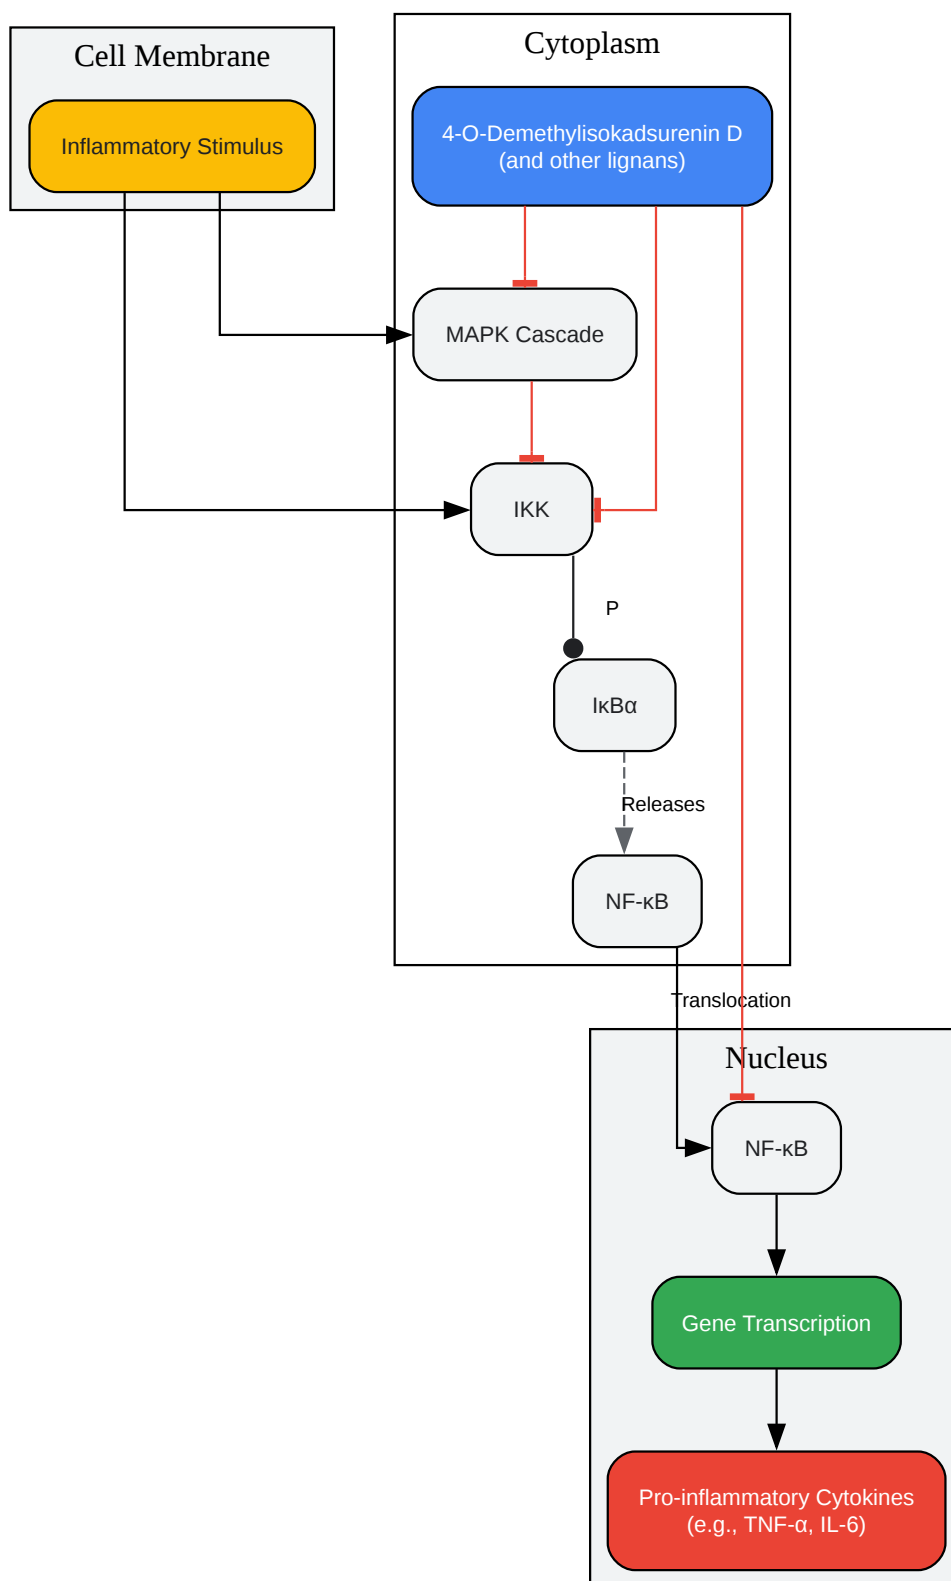 Cell Membrane
Inflammatory Stimulus
Cytoplasm
4-O-Demethylisokadsurenin D
(and other lignans)
MAPK Cascade
IKK
P
IκBα
Releases
NF-κB
Translocation
Nucleus
NF-κB
Gene Transcription
Pro-inflammatory Cytokines
(e.g., TNF-α, IL-6)